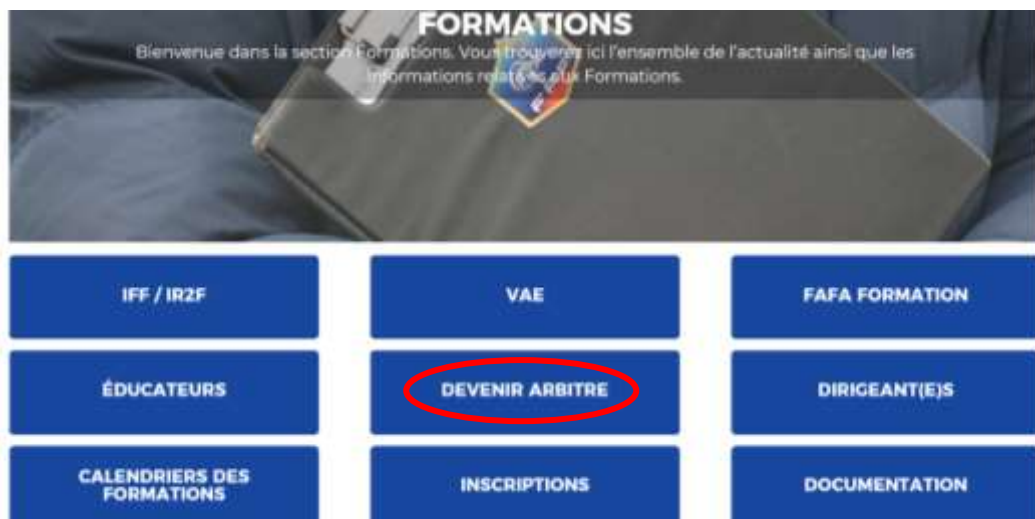 FORMATIONS
Bienvenue dans la section Formations. Vous trouverez ici l'ensemble de l'actualité ainsi que les
informations relatives aux Formations.
FFF
IFF / IR2F
VAE
FAFA FORMATION
ÉDUCATEURS
DEVENIR ARBITRE
DIRIGEANT(E)S
CALENDRIERS DES
FORMATIONS
INSCRIPTIONS
DOCUMENTATION